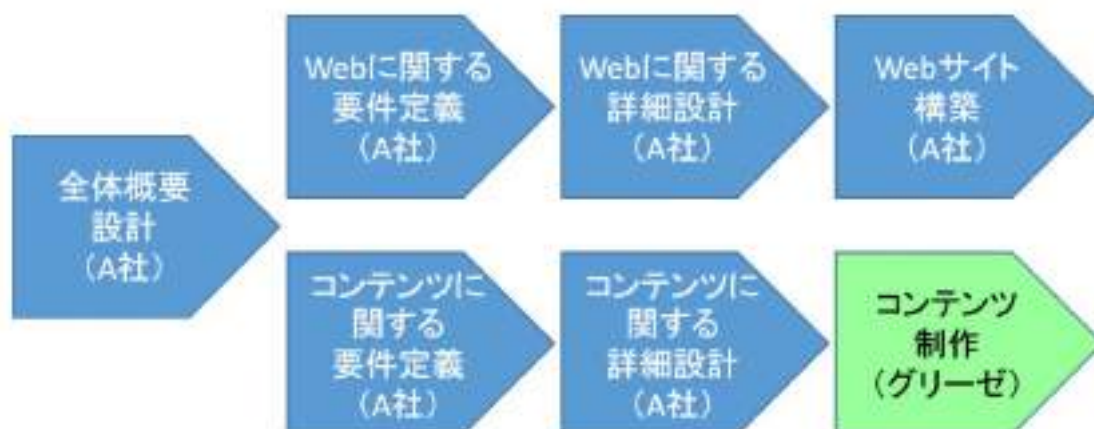 全体概要
設計
(A社)
Webに関する
要件定義
(A社)
Webに関する
詳細設計
(A社)
Webサイト
構築
(A社)
コンテンツに
関する
要件定義
(A社)
コンテンツに
関する
詳細設計
(A社)
コンテンツ
制作
(グリーゼ)